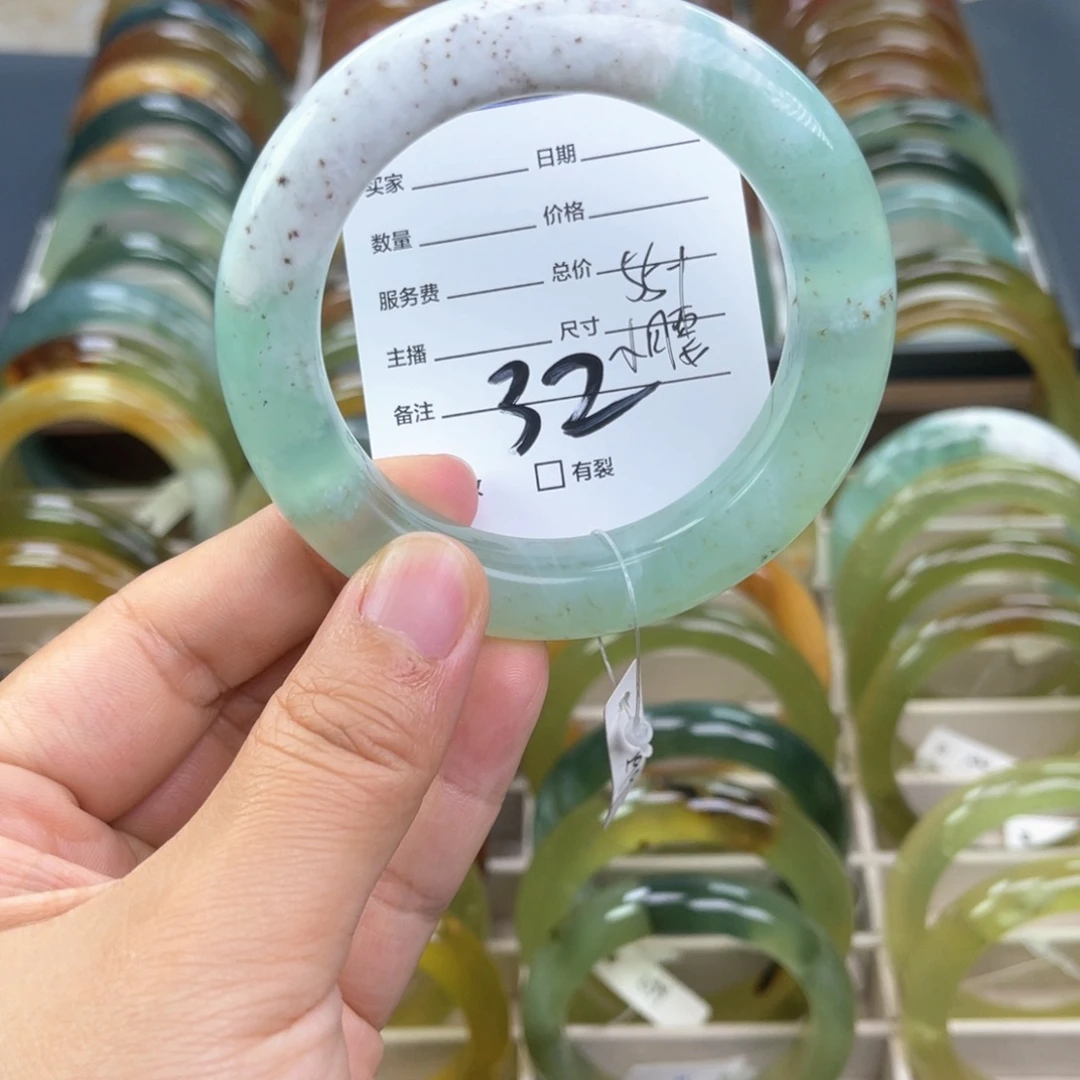 买家 日期
数量 价格
服务费 总价
主播 尺寸
备注 32
有裂